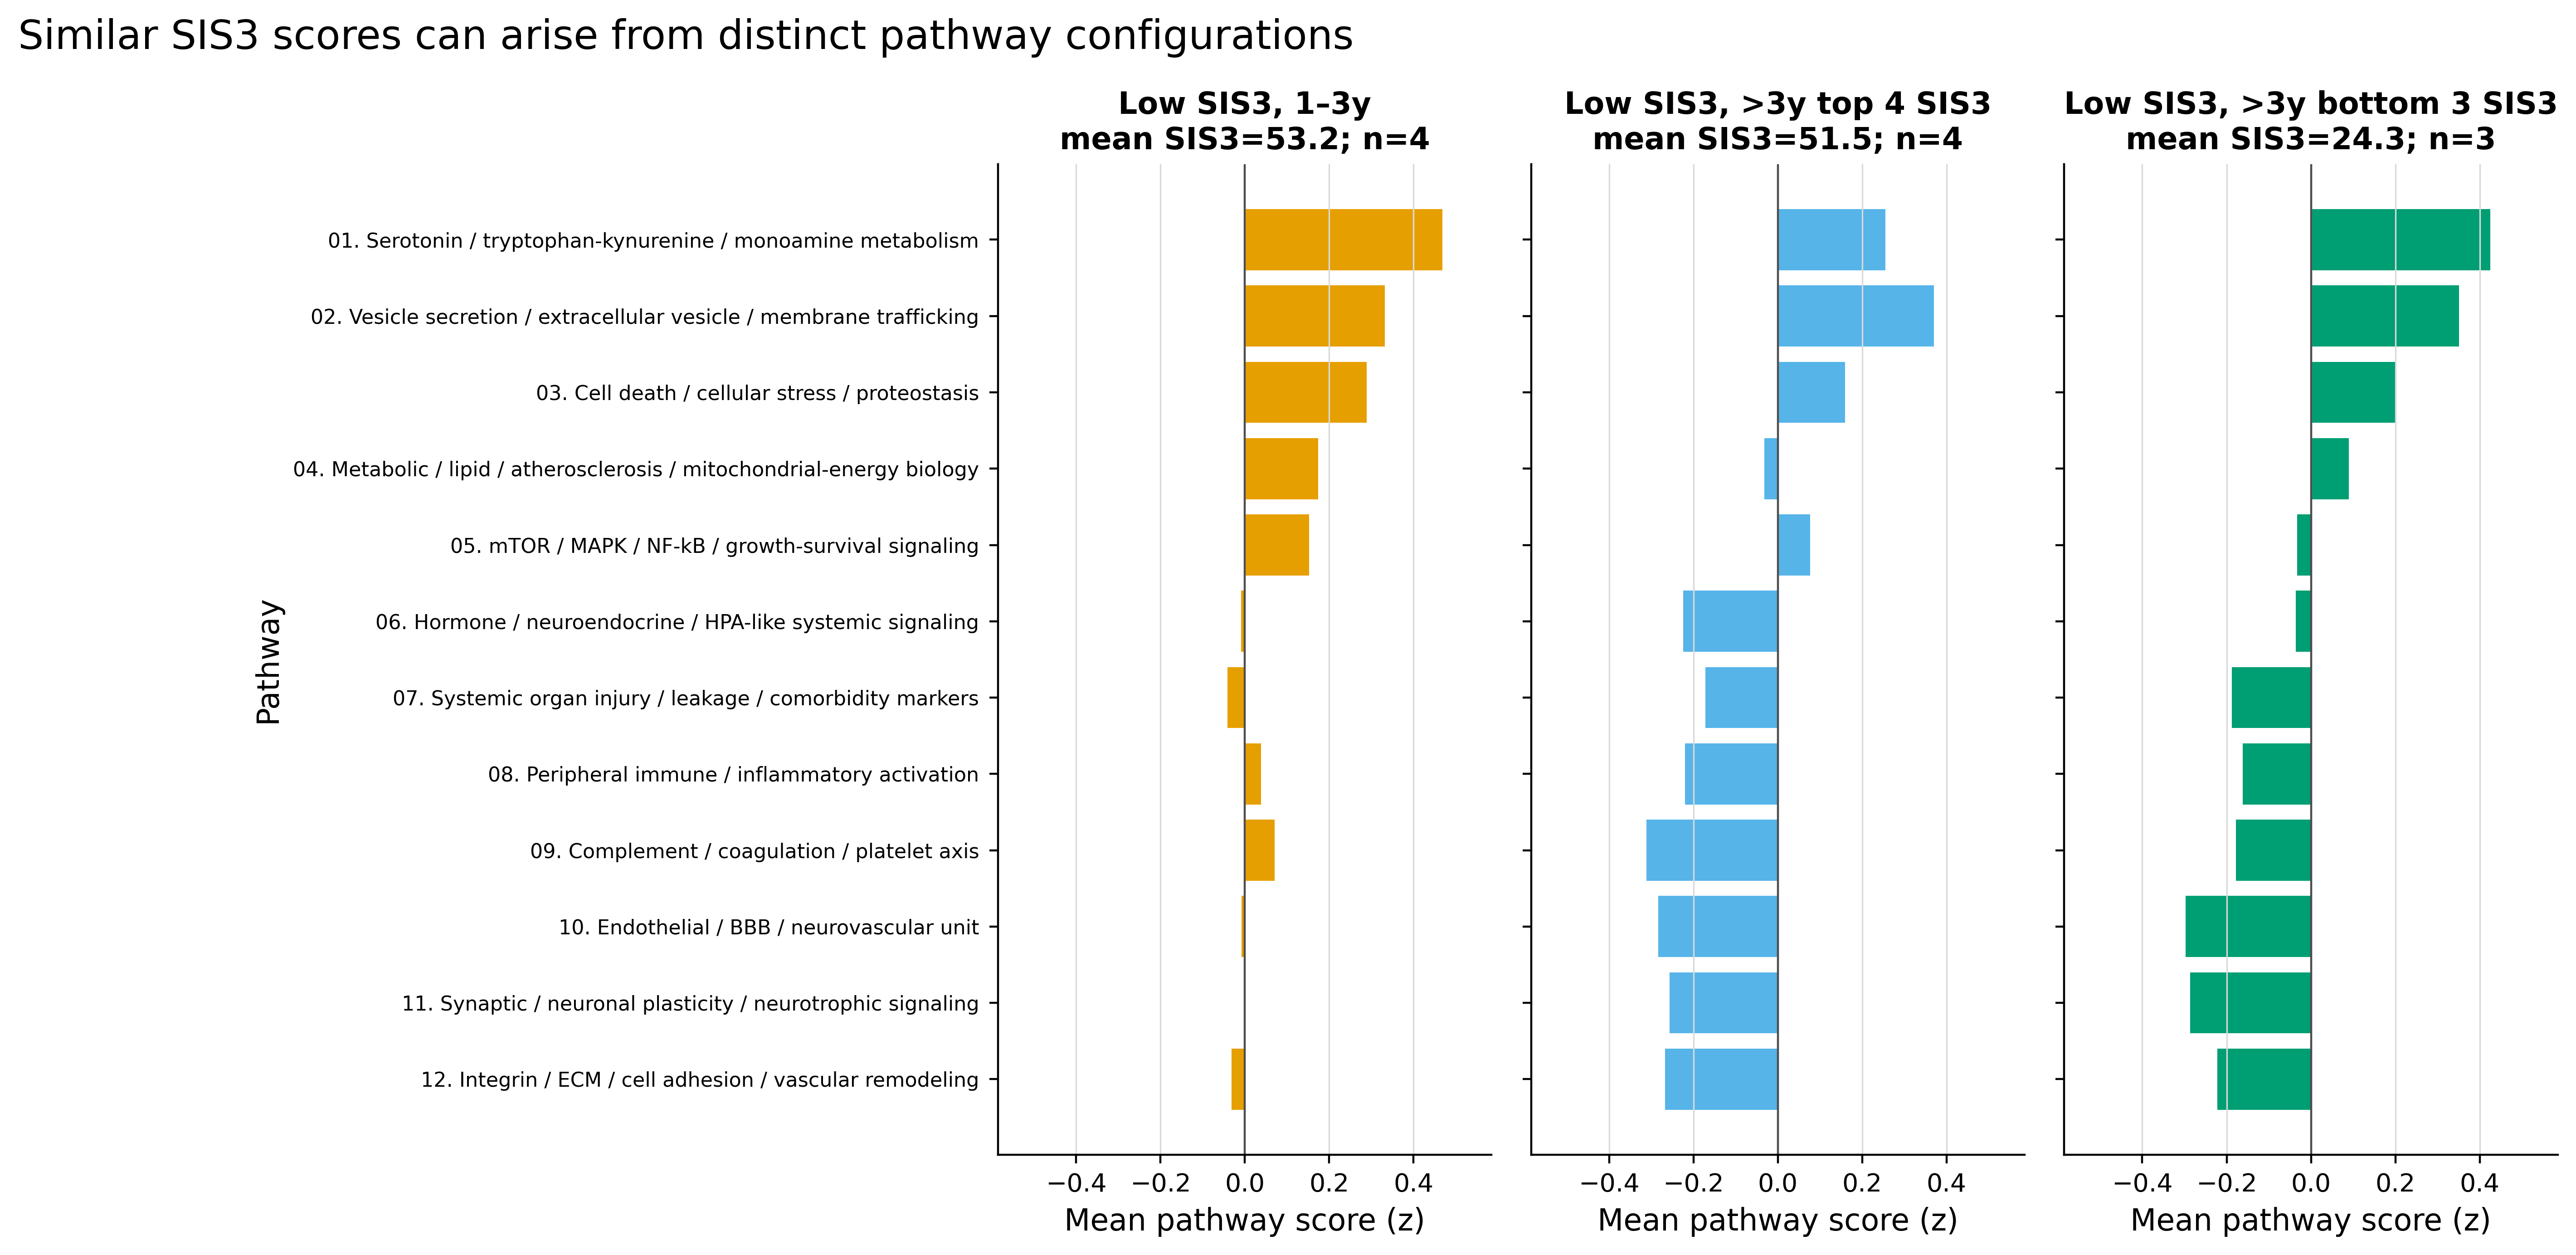 Similar SIS3 scores can arise from distinct pathway configurations
Low SIS3, 1–3y
mean SIS3=53.2; n=4
Low SIS3, >3y top 4 SIS3
mean SIS3=51.5; n=4
Low SIS3, >3y bottom 3 SIS3
mean SIS3=24.3; n=3
Pathway
01. Serotonin / tryptophan-kynurenine / monoamine metabolism
02. Vesicle secretion / extracellular vesicle / membrane trafficking
03. Cell death / cellular stress / proteostasis
04. Metabolic / lipid / atherosclerosis / mitochondrial-energy biology
05. mTOR / MAPK / NF-kB / growth-survival signaling
06. Hormone / neuroendocrine / HPA-like systemic signaling
07. Systemic organ injury / leakage / comorbidity markers
08. Peripheral immune / inflammatory activation
09. Complement / coagulation / platelet axis
10. Endothelial / BBB / neurovascular unit
11. Synaptic / neuronal plasticity / neurotrophic signaling
12. Integrin / ECM / cell adhesion / vascular remodeling
−0.4 −0.2 0.0 0.2 0.4
−0.4 −0.2 0.0 0.2 0.4
−0.4 −0.2 0.0 0.2 0.4
Mean pathway score (z)
Mean pathway score (z)
Mean pathway score (z)